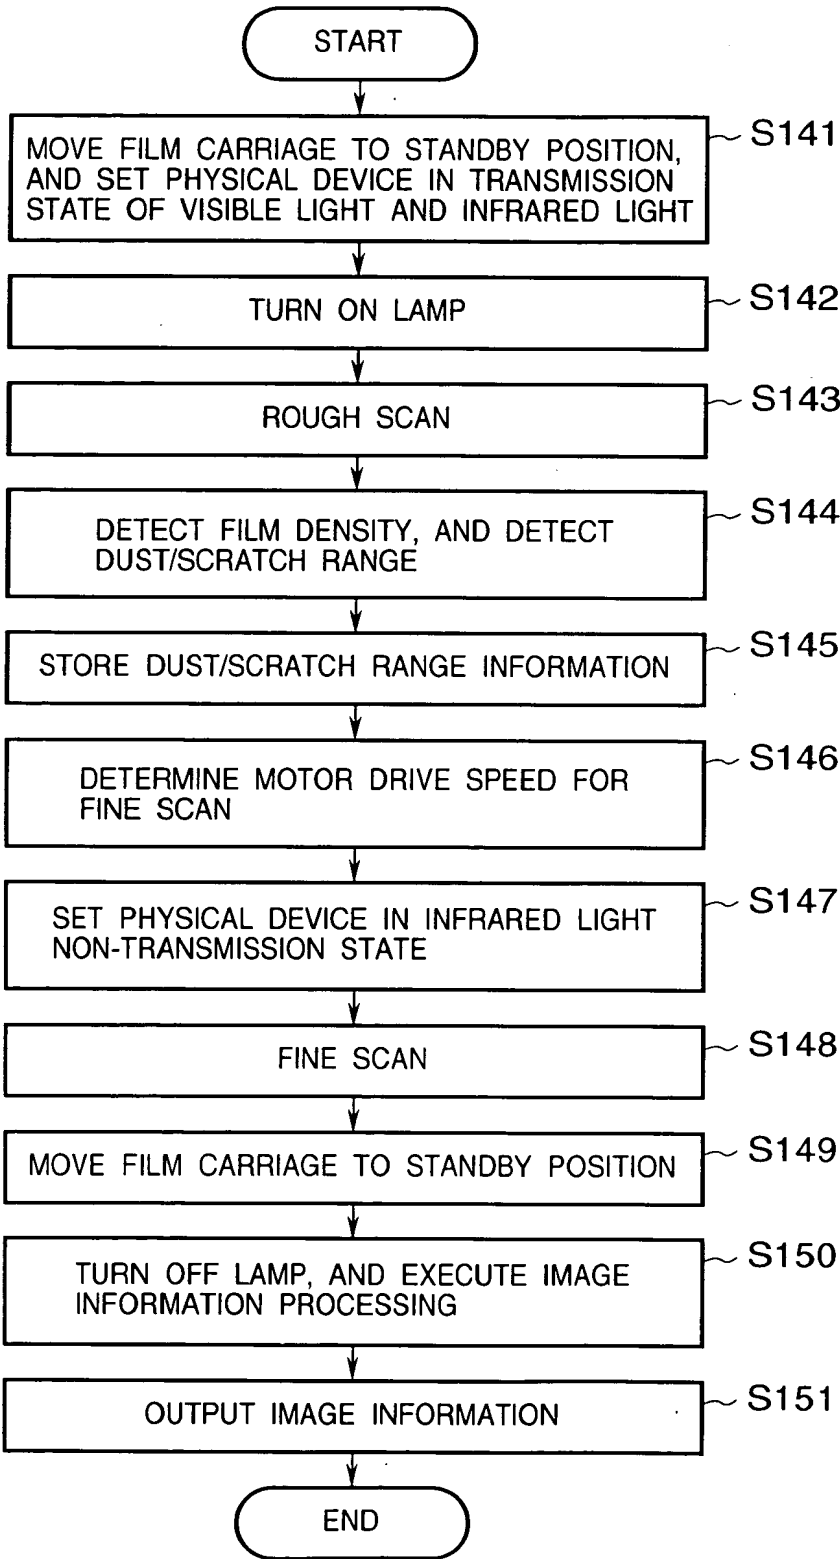 START
MOVE FILM CARRIAGE TO STANDBY POSITION,
AND SET PHYSICAL DEVICE IN TRANSMISSION
STATE OF VISIBLE LIGHT AND INFRARED LIGHT
S141
TURN ON LAMP
S142
ROUGH SCAN
S143
DETECT FILM DENSITY, AND DETECT
DUST/SCRATCH RANGE
S144
STORE DUST/SCRATCH RANGE INFORMATION
S145
DETERMINE MOTOR DRIVE SPEED FOR
FINE SCAN
S146
SET PHYSICAL DEVICE IN INFRARED LIGHT
NON-TRANSMISSION STATE
S147
FINE SCAN
S148
MOVE FILM CARRIAGE TO STANDBY POSITION
S149
TURN OFF LAMP, AND EXECUTE IMAGE
INFORMATION PROCESSING
S150
OUTPUT IMAGE INFORMATION
S151
END